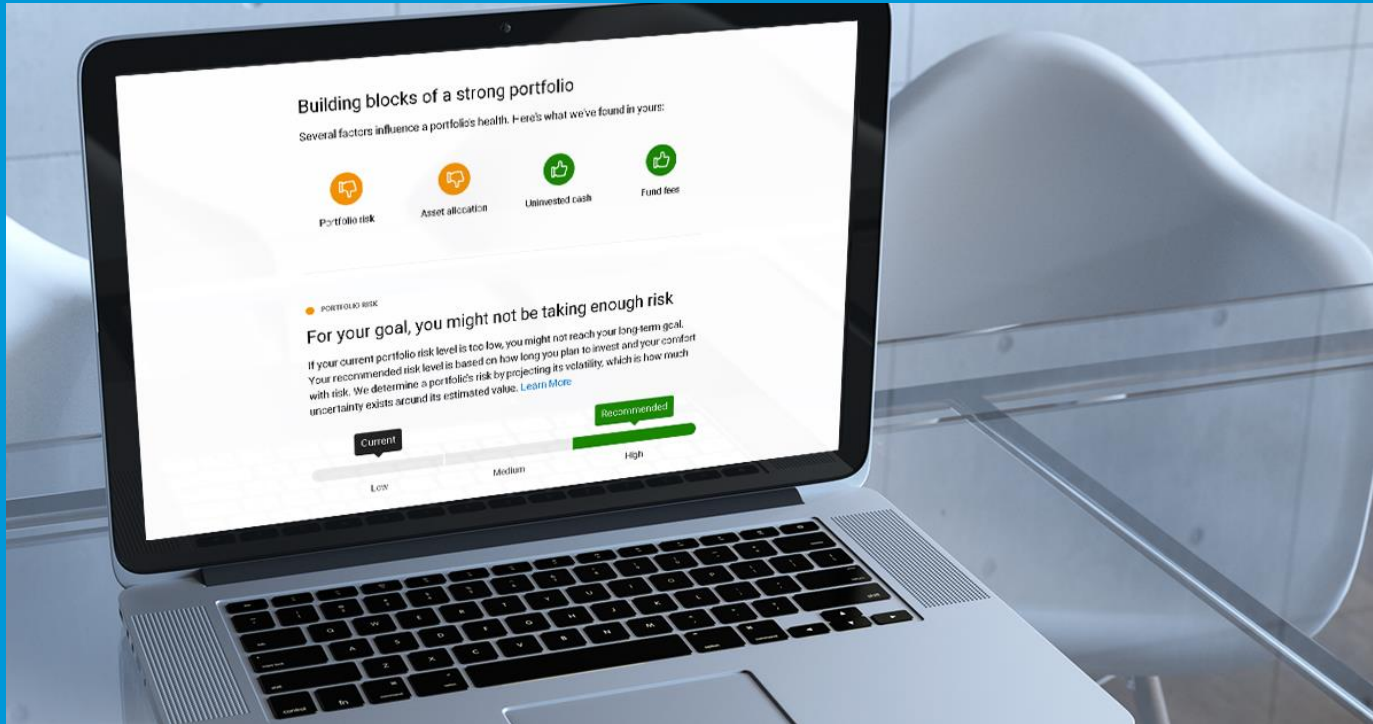 Building blocks of a strong portfolio
Several factors influence a portfolio's health. Here's what we've found in yours:
Portfolio risk
Asset allocation
Uninvested cash
Fund fees
PORTFOLIO RISK
For your goal, you might not be taking enough risk
If your current portfolio risk level is too low, you might not reach your long-term goal.
Your recommended risk level is based on how long you plan to invest and your comfort
with risk. We determine a portfolio's risk by projecting its volatility, which is how much
uncertainty exists around its estimated value. Learn More
Current
Recommended
Low
Medium
High
Q W E R T Y U I O P
A S D F G H J K L
Z X C V B N M
control
fn
command
command
option